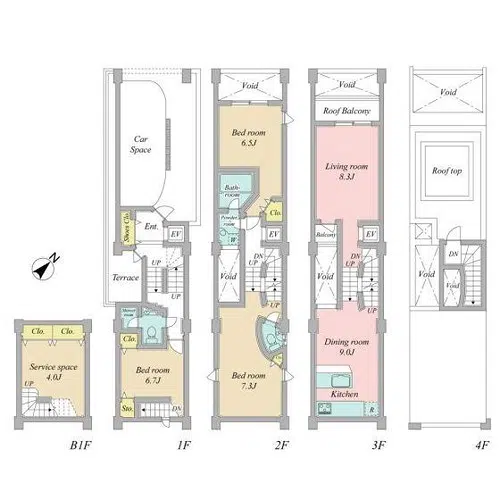 Clo.
Clo.
Service space
4.0J
UP
B1F
Car
Space
Shoes Clo.
Ent.
EV
Terrace
UP
UP
Shower
room
Clo.
Bed room
6.7J
Sto.
DN
1F
Void
Bed room
6.5J
Bath-
room
Powder
room
W
Clo.
EV
Void
DN
UP
UP
Bed room
7.3J
2F
Void
Roof Balcony
Living room
8.3J
Balcony
EV
Void
DN
UP
UP
Dining room
9.0J
Kitchen
R
3F
Void
Roof top
Void
DN
Void
4F